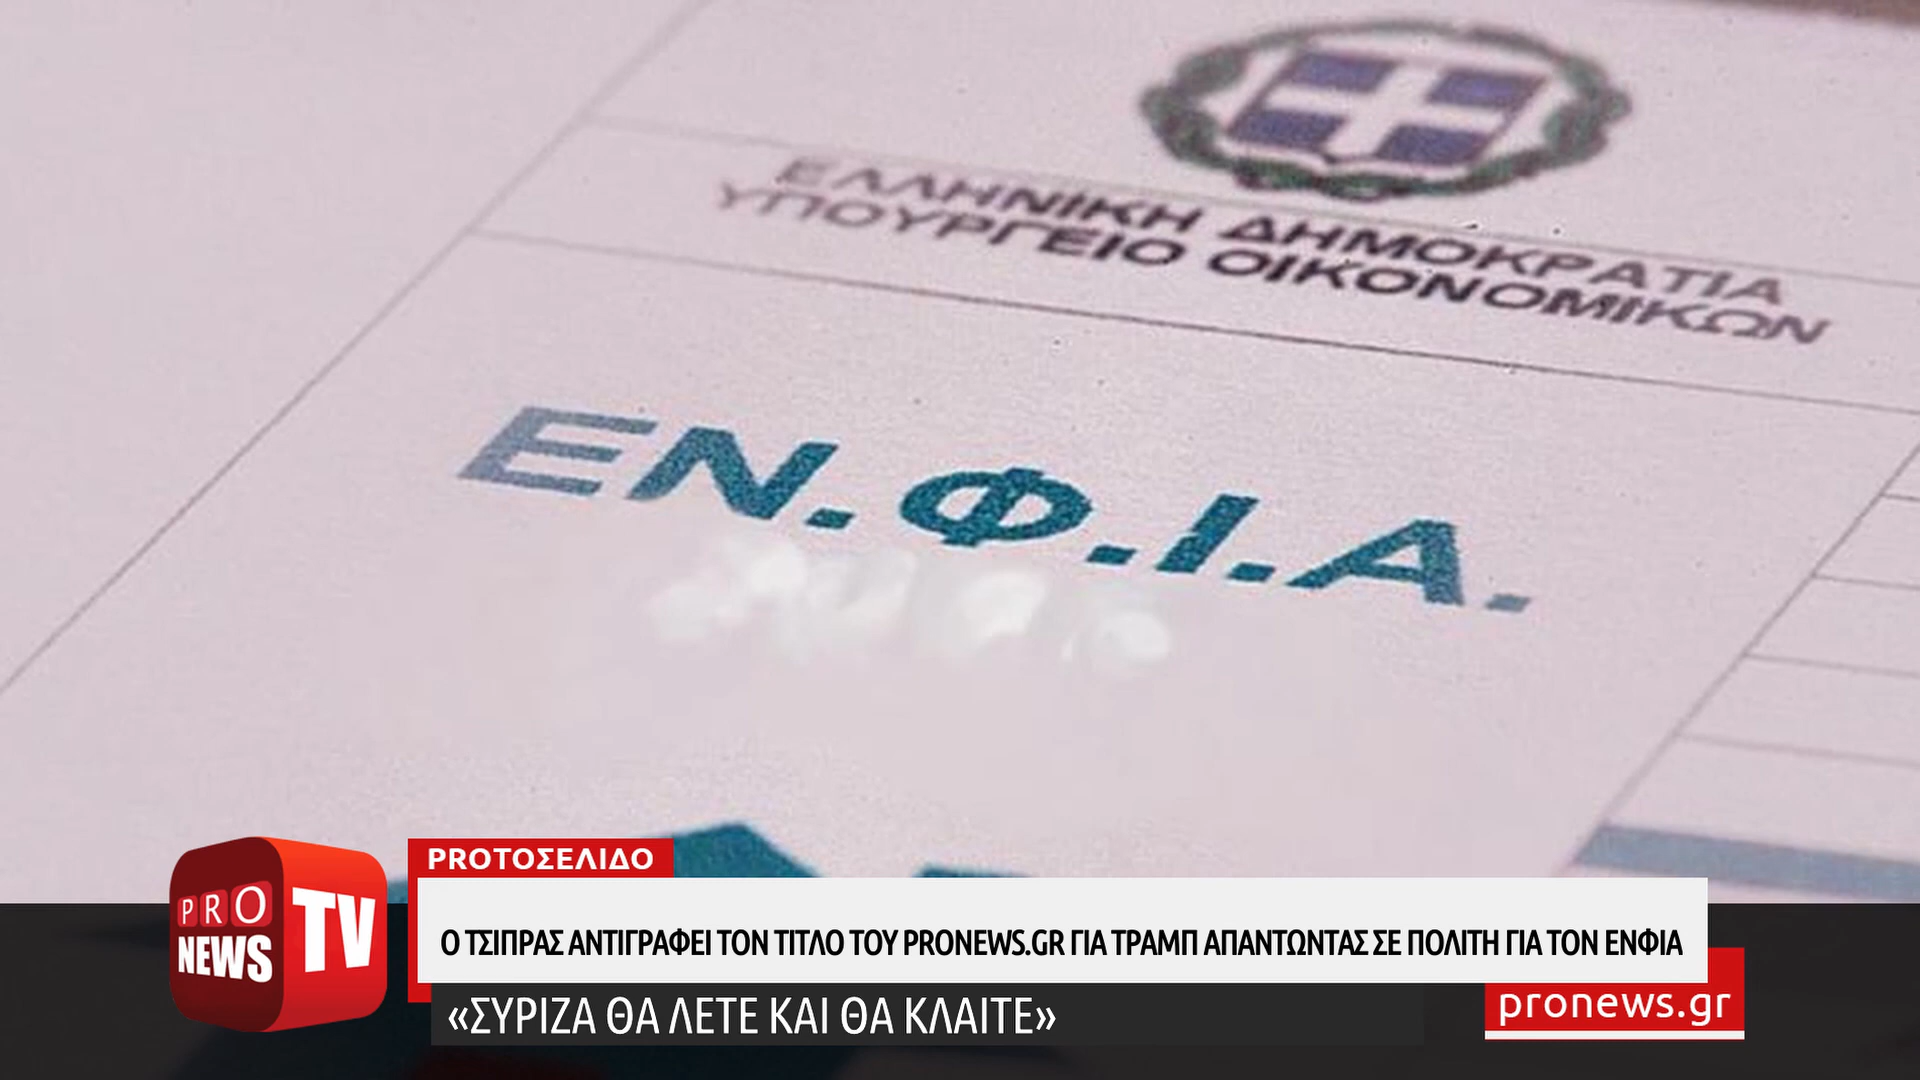 ΕΛΛΗΝΙΚΗ ΔΗΜΟΚΡΑΤΙΑ
ΥΠΟΥΡΓΕΙΟ ΟΙΚΟΝΟΜΙΚΩΝ
ΕΝ.Φ.Ι.Α.
PROTOΣΕΛΙΔΟ
PRO
NEWS
TV
Ο ΤΣΙΠΡΑΣ ΑΝΤΙΓΡΑΦΕΙ ΤΟΝ ΤΙΤΛΟ ΤΟΥ PRONEWS.GR ΓΙΑ ΤΡΑΜΠ ΑΠΑΝΤΩΝΤΑΣ ΣΕ ΠΟΛΙΤΗ ΓΙΑ ΤΟΝ ΕΝΦΙΑ
«ΣΥΡΙΖΑ ΘΑ ΛΕΤΕ ΚΑΙ ΘΑ ΚΛΑΙΤΕ»
pronews.gr